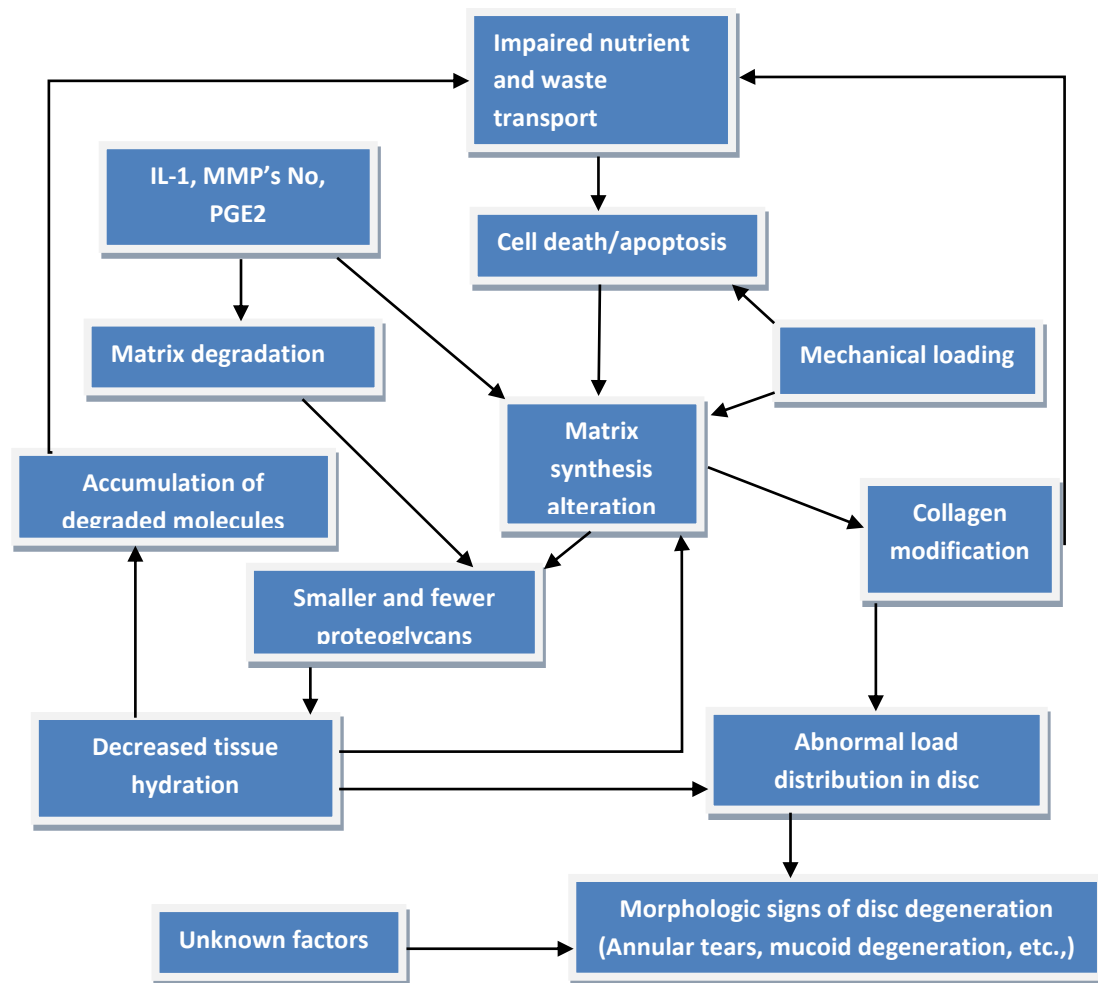 Impaired nutrient
and waste
transport
IL-1, MMP's No,
PGE2
Cell death/apoptosis
Matrix degradation
Mechanical loading
Matrix
synthesis
alteration
Accumulation of
degraded molecules
Collagen
modification
Smaller and fewer
proteoglycans
Decreased tissue
hydration
Abnormal load
distribution in disc
Morphologic signs of disc degeneration
(Annular tears, mucoid degeneration, etc.,)
Unknown factors